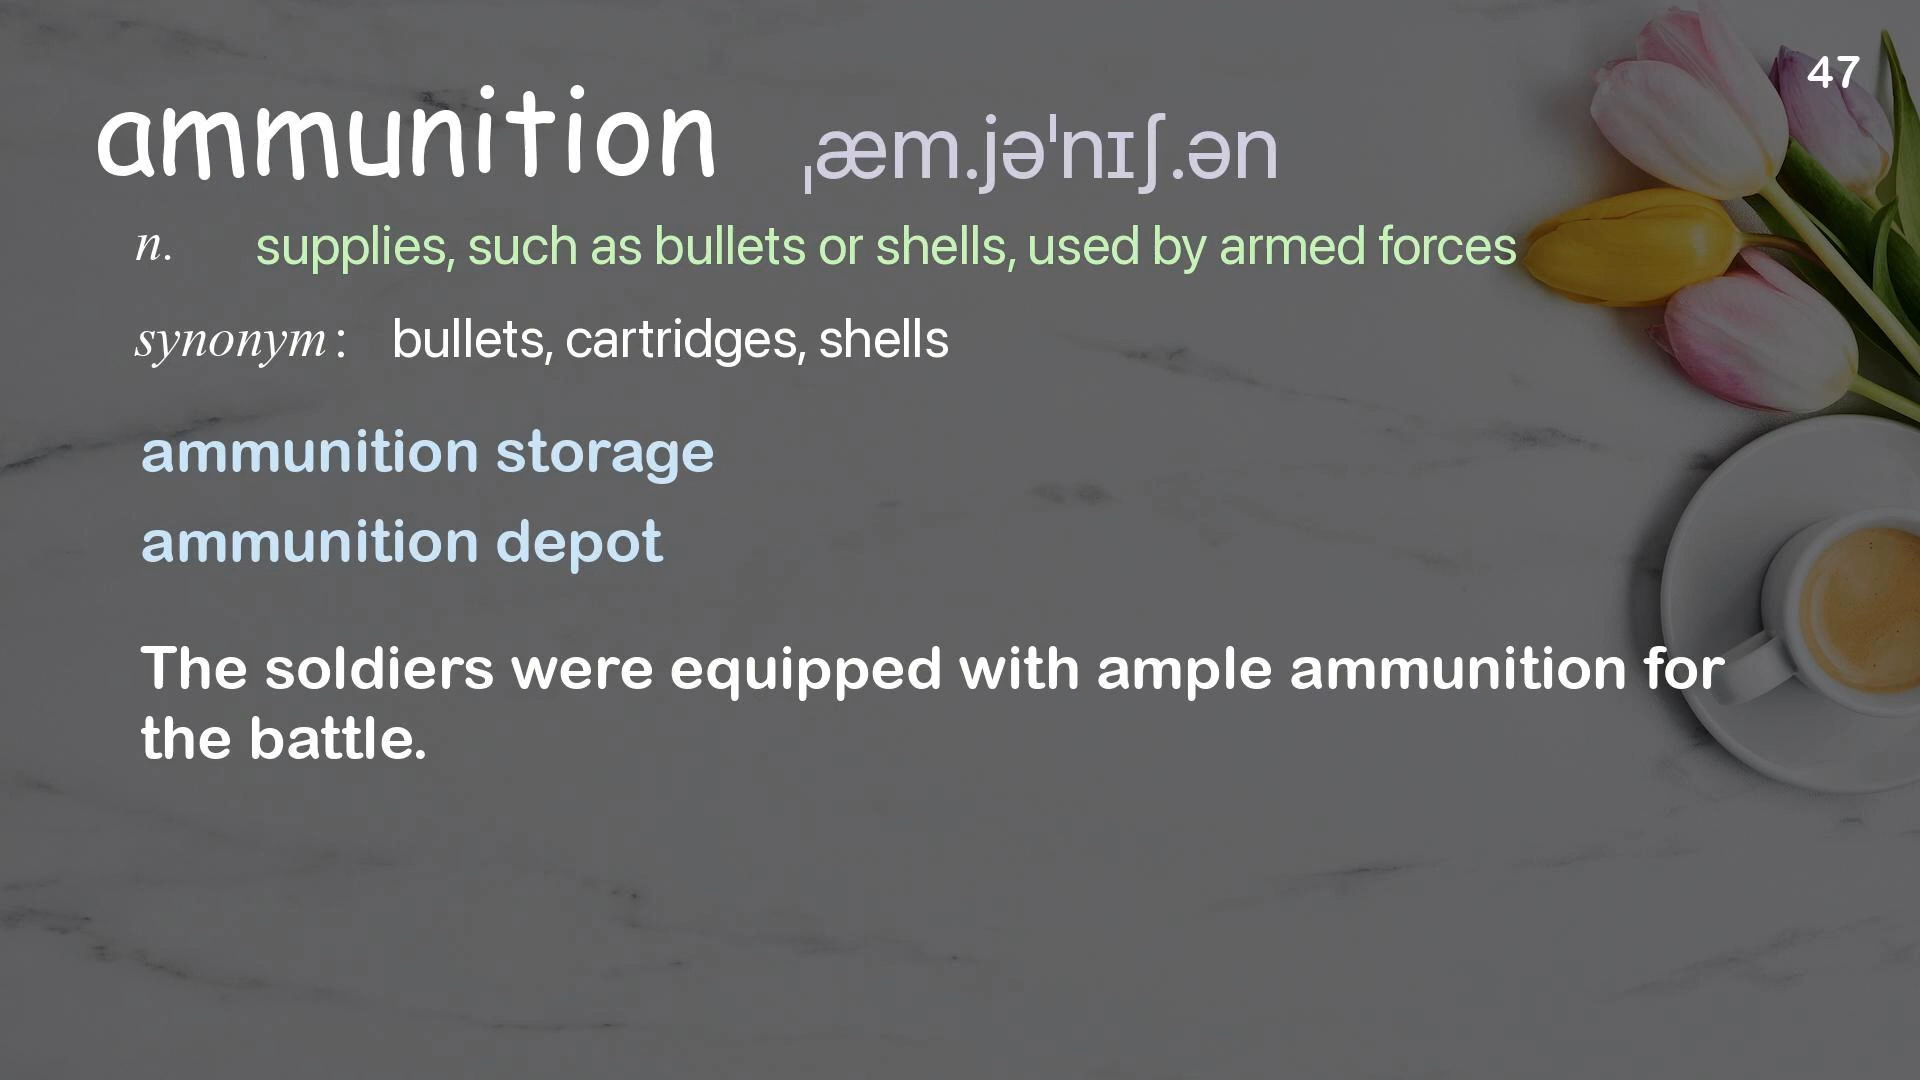 47
ammunition ˌæm.jəˈnɪʃ.ən
n. supplies, such as bullets or shells, used by armed forces
synonym: bullets, cartridges, shells
ammunition storage
ammunition depot
The soldiers were equipped with ample ammunition for
the battle.